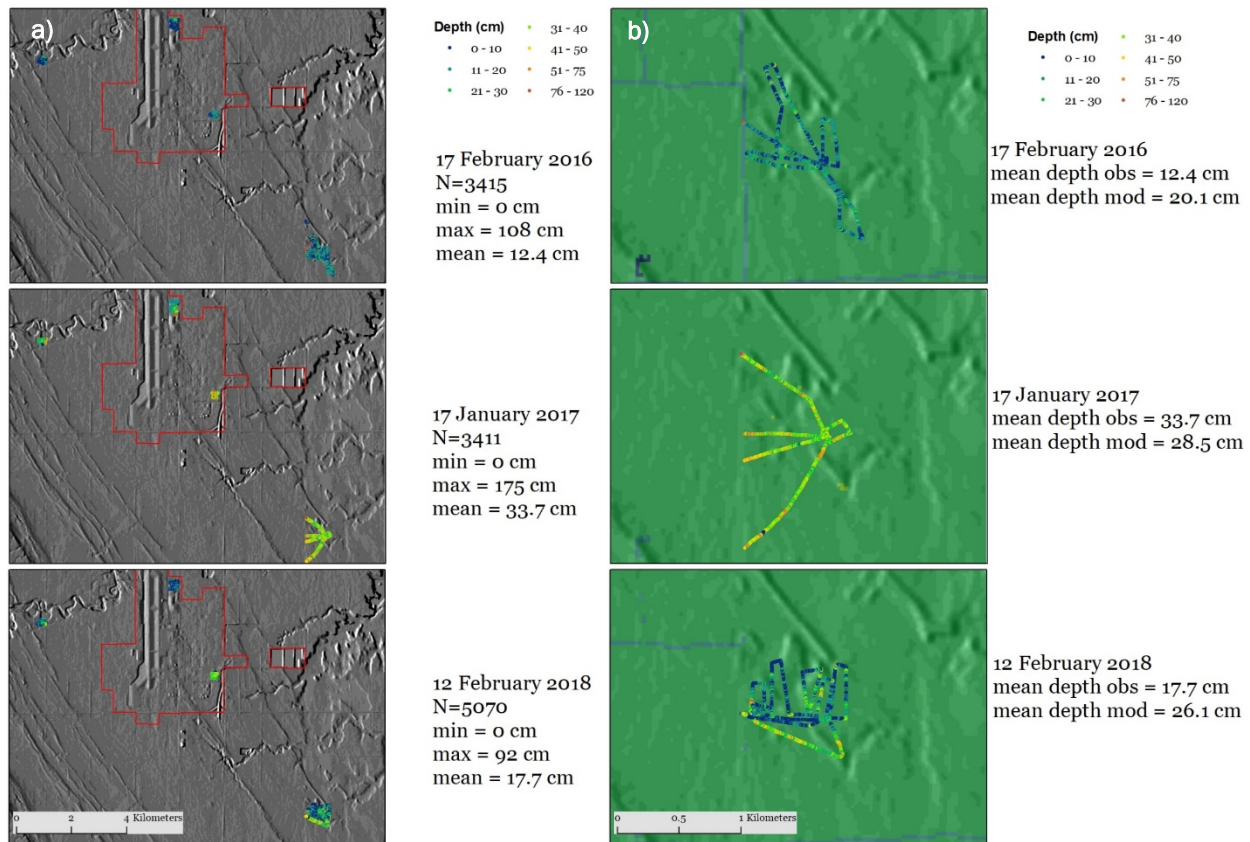 a)
Depth (cm)
0 - 10
11 - 20
21 - 30
31 - 40
41 - 50
51 - 75
76 - 120
17 February 2016
N=3415
min = 0 cm
max = 108 cm
mean = 12.4 cm
17 January 2017
N=3411
min = 0 cm
max = 175 cm
mean = 33.7 cm
12 February 2018
N=5070
min = 0 cm
max = 92 cm
mean = 17.7 cm
0 2 4 Kilometers
b)
Depth (cm)
0 - 10
11 - 20
21 - 30
31 - 40
41 - 50
51 - 75
76 - 120
17 February 2016
mean depth obs = 12.4 cm
mean depth mod = 20.1 cm
17 January 2017
mean depth obs = 33.7 cm
mean depth mod = 28.5 cm
12 February 2018
mean depth obs = 17.7 cm
mean depth mod = 26.1 cm
0 0.5 1 Kilometers